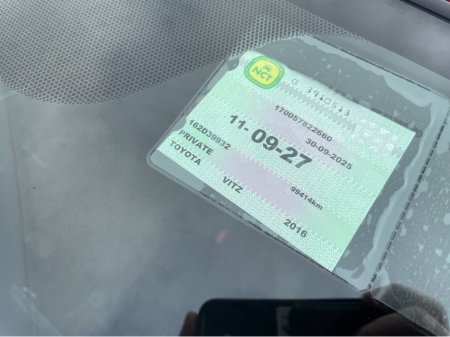 NCT
170057822660
30-09-2025
11-09-27
162D39932
99414km
PRIVATE
TOYOTA VITZ 2016